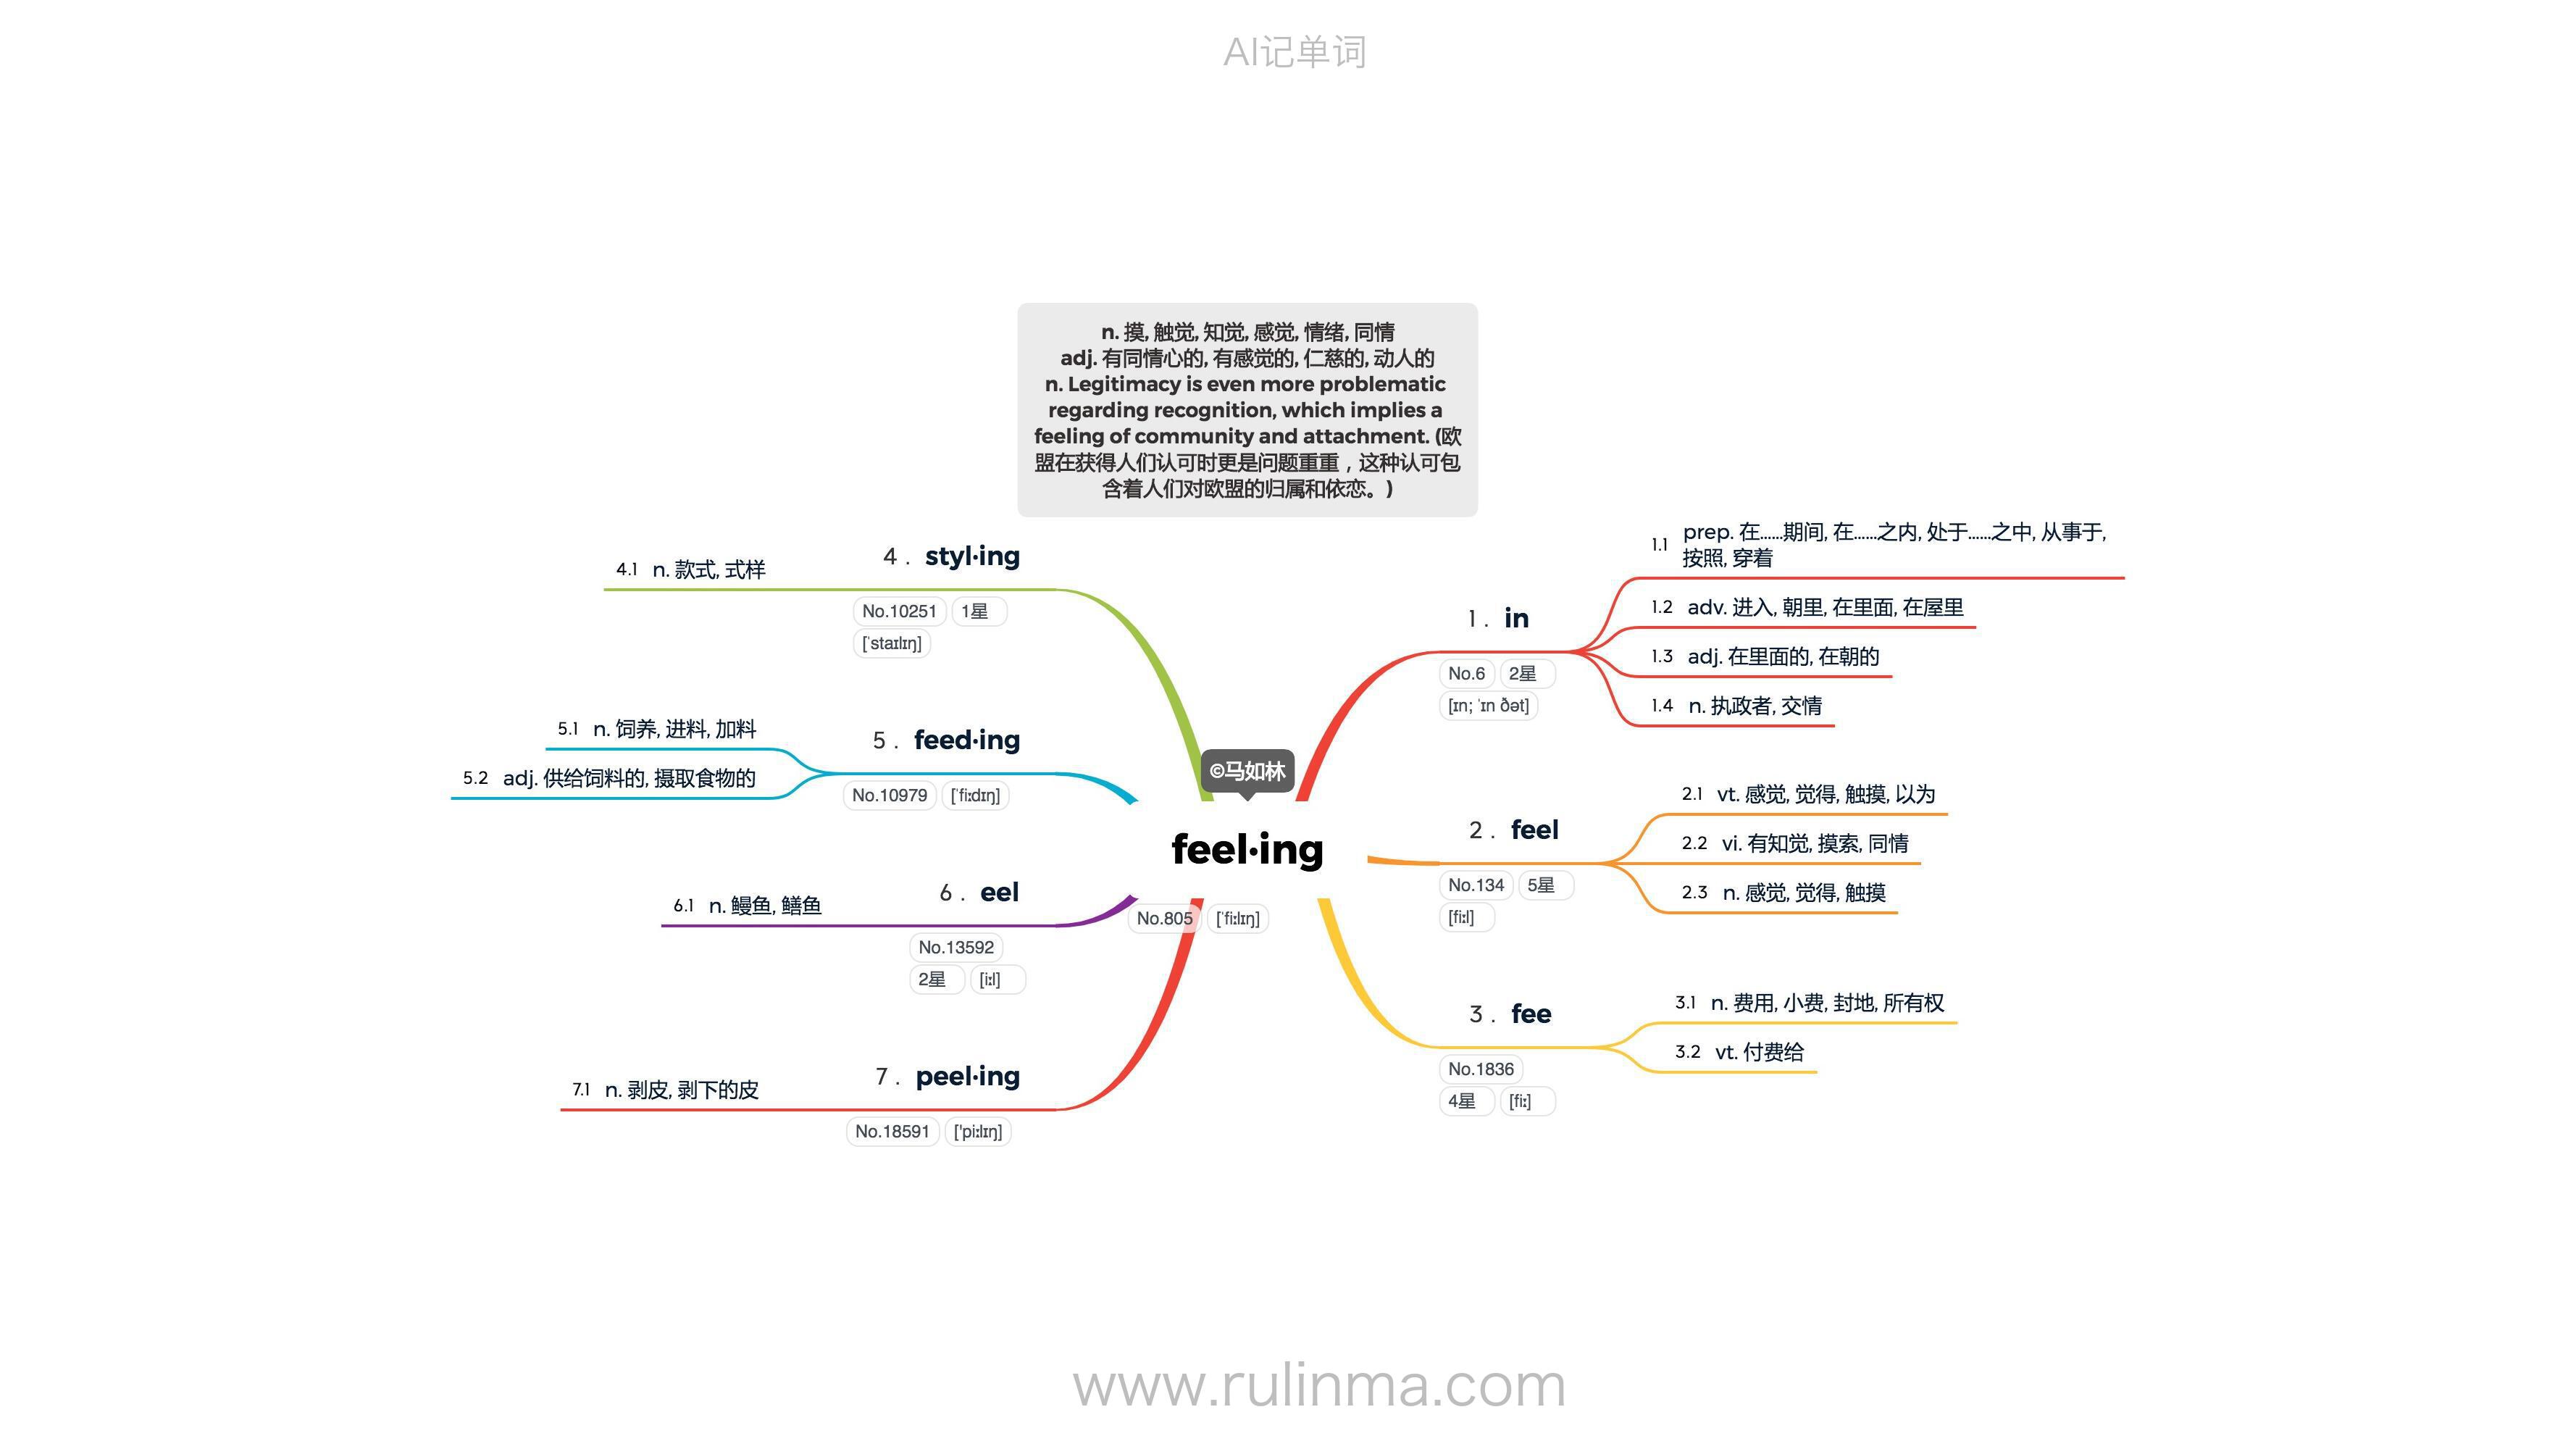 AI记单词
n. 摸, 触觉, 知觉, 感觉, 情绪, 同情
adj. 有同情心的, 有感觉的, 仁慈的, 动人的
n. Legitimacy is even more problematic
regarding recognition, which implies a
feeling of community and attachment. (欧
盟在获得人们认可时更是问题重重，这种认可包
含着人们对欧盟的归属和依恋。)
©马如林
feel·ing
No.805 [ˈfiːlɪŋ]
1. in
No.6 2星
[ɪn; ˈɪn ðət]
1.1 prep. 在……期间, 在……之内, 处于……之中, 从事于,
按照, 穿着
1.2 adv. 进入, 朝里, 在里面, 在屋里
1.3 adj. 在里面的, 在朝的
1.4 n. 执政者, 交情
2. feel
No.134 5星
[fiːl]
2.1 vt. 感觉, 觉得, 触摸, 以为
2.2 vi. 有知觉, 摸索, 同情
2.3 n. 感觉, 觉得, 触摸
3. fee
No.1836
4星 [fiː]
3.1 n. 费用, 小费, 封地, 所有权
3.2 vt. 付费给
4. styl·ing
No.10251 1星
[ˈstaɪlɪŋ]
4.1 n. 款式, 式样
5. feed·ing
No.10979 [ˈfiːdɪŋ]
5.1 n. 饲养, 进料, 加料
5.2 adj. 供给饲料的, 摄取食物的
6. eel
No.13592
2星 [iːl]
6.1 n. 鳗鱼, 鳝鱼
7. peel·ing
No.18591 ['piːlɪŋ]
7.1 n. 剥皮, 剥下的皮
www.rulinma.com